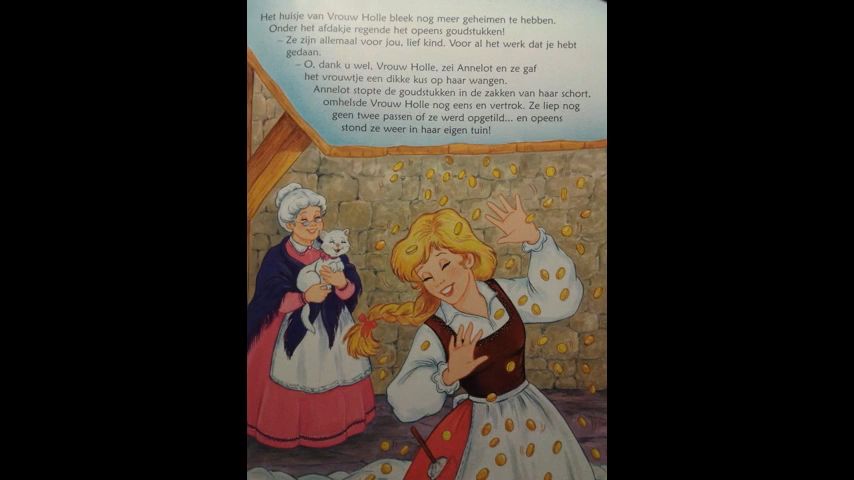 Het huisje van Vrouw Holle bleek nog meer geheimen te hebben.
Onder het afdakje regende het opeens goudstukken!
– Ze zijn allemaal voor jou, lief kind. Voor al het werk dat je hebt
gedaan.
– O, dank u wel, Vrouw Holle, zei Annelot en ze gaf
het vrouwtje een dikke kus op haar wangen.
Annelot stopte de goudstukken in de zakken van haar schort,
omhelsde Vrouw Holle nog eens en vertrok. Ze liep nog
geen twee passen of ze werd opgetild... en opeens
stond ze weer in haar eigen tuin!